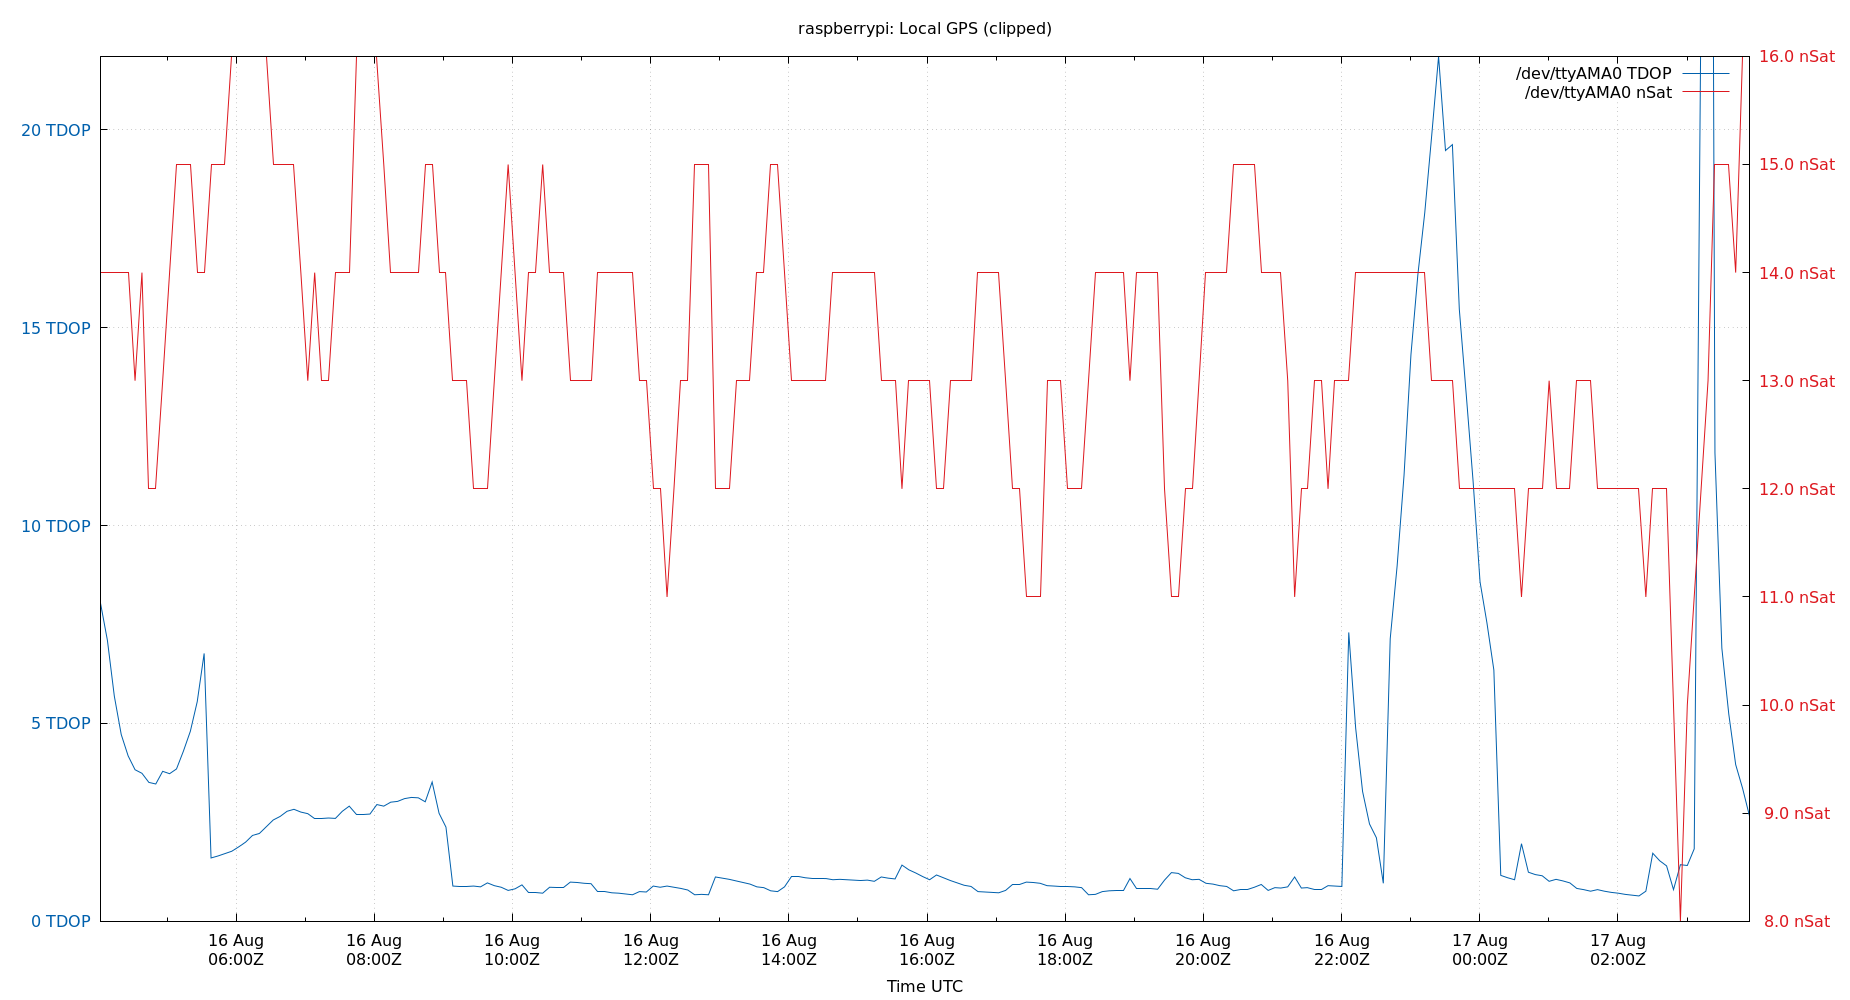 raspberrypi: Local GPS (clipped)
/dev/ttyAMA0 TDOP
/dev/ttyAMA0 nSat
20 TDOP
15 TDOP
10 TDOP
5 TDOP
0 TDOP
16.0 nSat
15.0 nSat
14.0 nSat
13.0 nSat
12.0 nSat
11.0 nSat
10.0 nSat
9.0 nSat
8.0 nSat
16 Aug
06:00Z
16 Aug
08:00Z
16 Aug
10:00Z
16 Aug
12:00Z
16 Aug
14:00Z
16 Aug
16:00Z
16 Aug
18:00Z
16 Aug
20:00Z
16 Aug
22:00Z
17 Aug
00:00Z
17 Aug
02:00Z
Time UTC